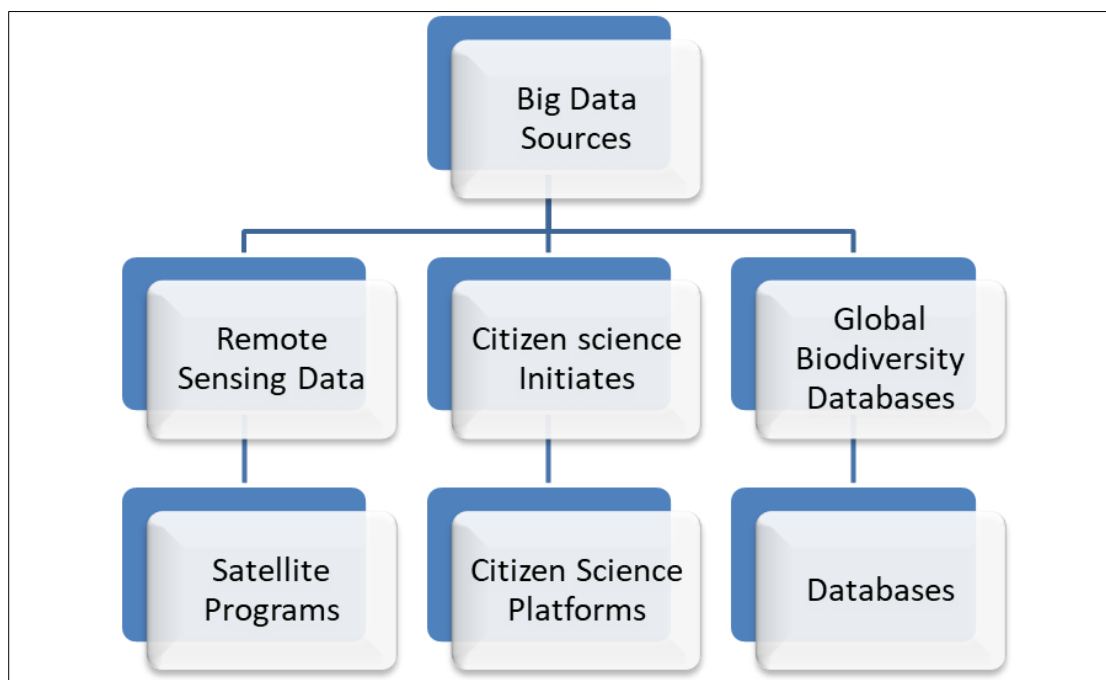 Big Data
Sources
Remote
Sensing Data
Citizen science
Initiates
Global
Biodiversity
Databases
Satellite
Programs
Citizen Science
Platforms
Databases